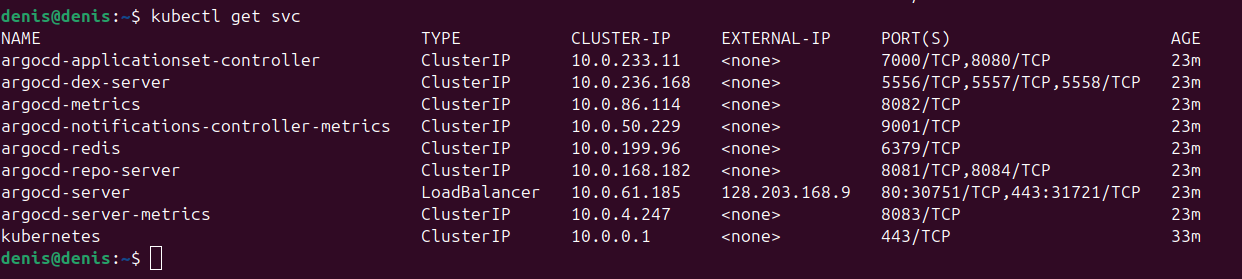 denis@denis:~$ kubectl get svc
NAME TYPE CLUSTER-IP EXTERNAL-IP PORT(S) AGE
argocd-applicationset-controller ClusterIP 10.0.233.11 <none> 7000/TCP,8080/TCP 23m
argocd-dex-server ClusterIP 10.0.236.168 <none> 5556/TCP,5557/TCP,5558/TCP 23m
argocd-metrics ClusterIP 10.0.86.114 <none> 8082/TCP 23m
argocd-notifications-controller-metrics ClusterIP 10.0.50.229 <none> 9001/TCP 23m
argocd-redis ClusterIP 10.0.199.96 <none> 6379/TCP 23m
argocd-repo-server ClusterIP 10.0.168.182 <none> 8081/TCP,8084/TCP 23m
argocd-server LoadBalancer 10.0.61.185 128.203.168.9 80:30751/TCP,443:31721/TCP 23m
argocd-server-metrics ClusterIP 10.0.4.247 <none> 8083/TCP 23m
kubernetes ClusterIP 10.0.0.1 <none> 443/TCP 33m
denis@denis:~$